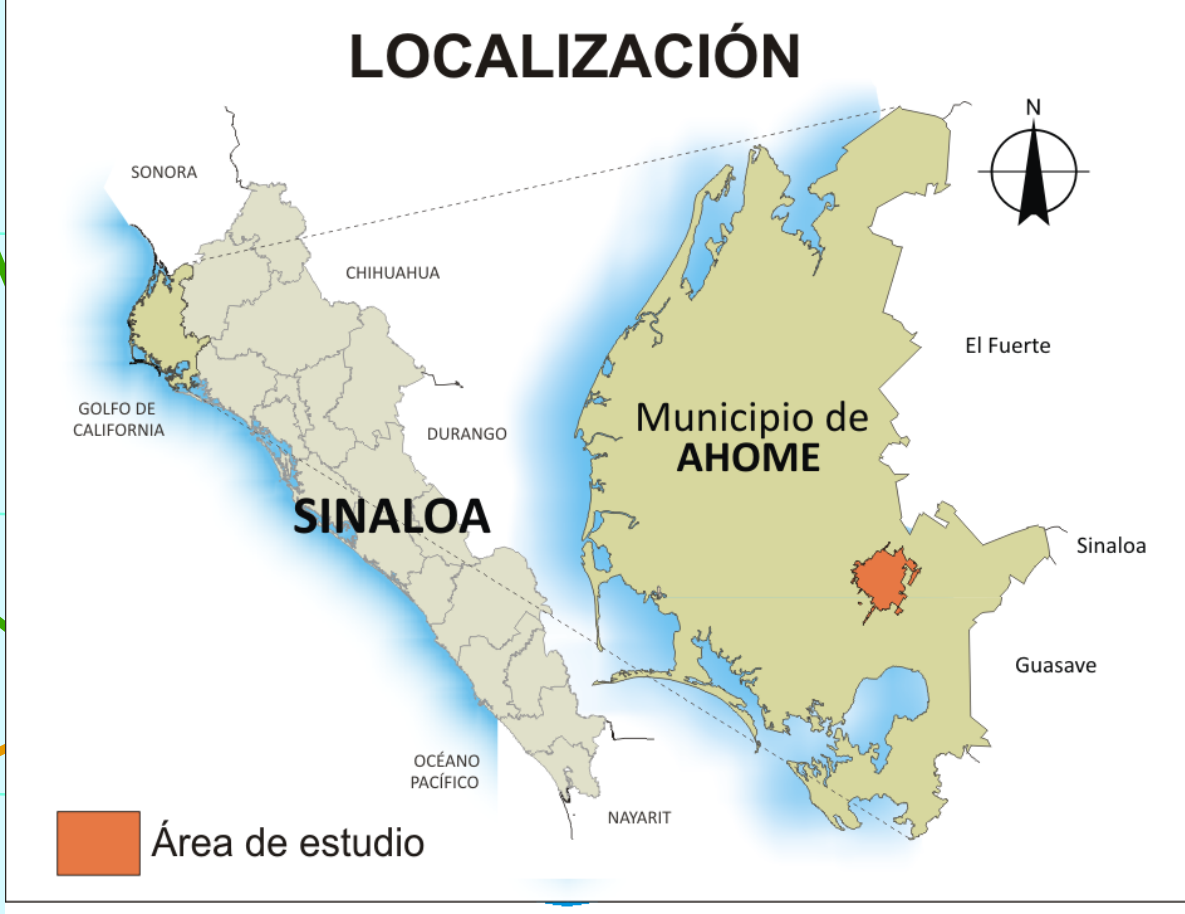 LOCALIZACIÓN
N
SONORA
CHIHUAHUA
El Fuerte
GOLFO DE
CALIFORNIA
DURANGO
Municipio de
AHOME
SINALOA
Sinaloa
Guasave
OCÉANO
PACÍFICO
NAYARIT
Área de estudio